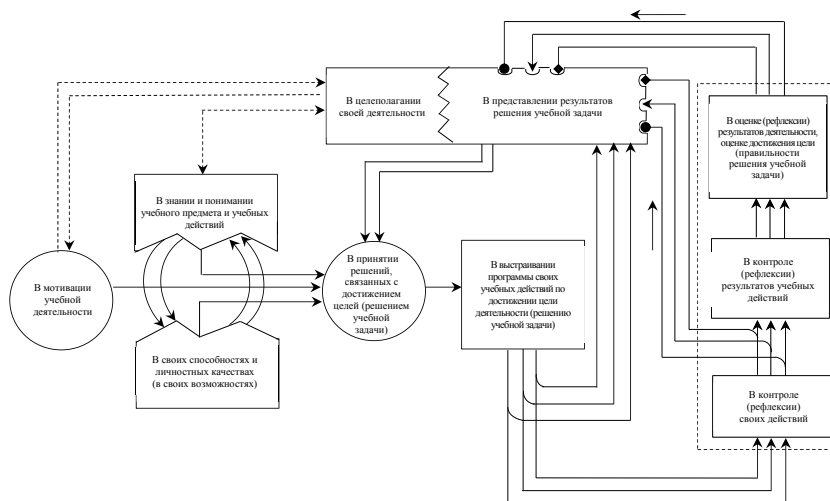 В целеполагании
своей деятельности
В представлении результатов
решения учебной задачи
В оценке (рефлексии)
результатов деятельности,
оценке достижения цели
(правильности
решения учебной
задачи)
В знании и понимании
учебного предмета и учебных
действий
В мотивации
учебной
деятельности
В принятии
решений,
связанных с
достижением
целей (решением
учебной
задачи)
В выстраивании
программы своих
учебных действий по
достижении цели
деятельности (решению
учебной задачи)
В контроле
(рефлексии)
результатов учебных
действий
В своих способностях и
личностных качествах
(в своих возможностях)
В контроле
(рефлексии)
своих действий